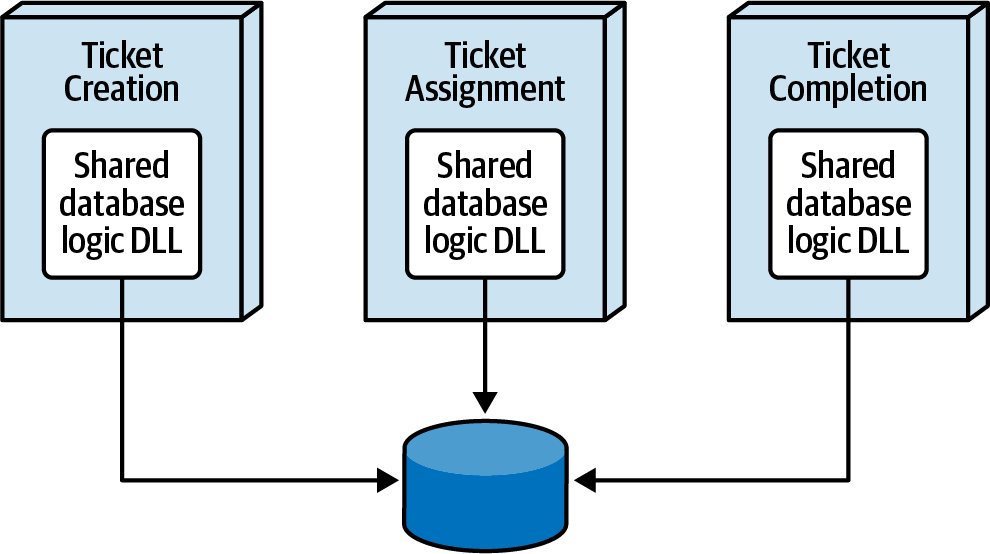 Ticket
Creation
Shared
database
logic DLL
Ticket
Assignment
Shared
database
logic DLL
Ticket
Completion
Shared
database
logic DLL